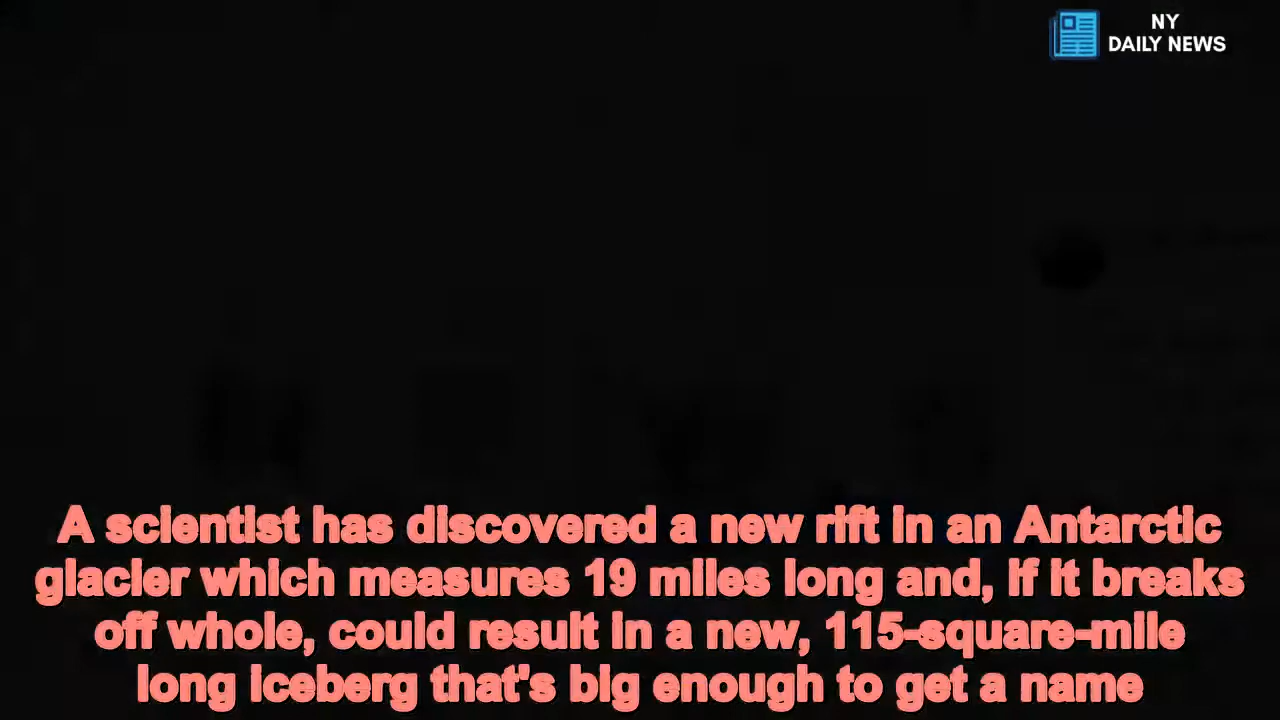 NY
DAILY NEWS
A scientist has discovered a new rift in an Antarctic
glacier which measures 19 miles long and, if it breaks
off whole, could result in a new, 115-square-mile
long iceberg that's big enough to get a name